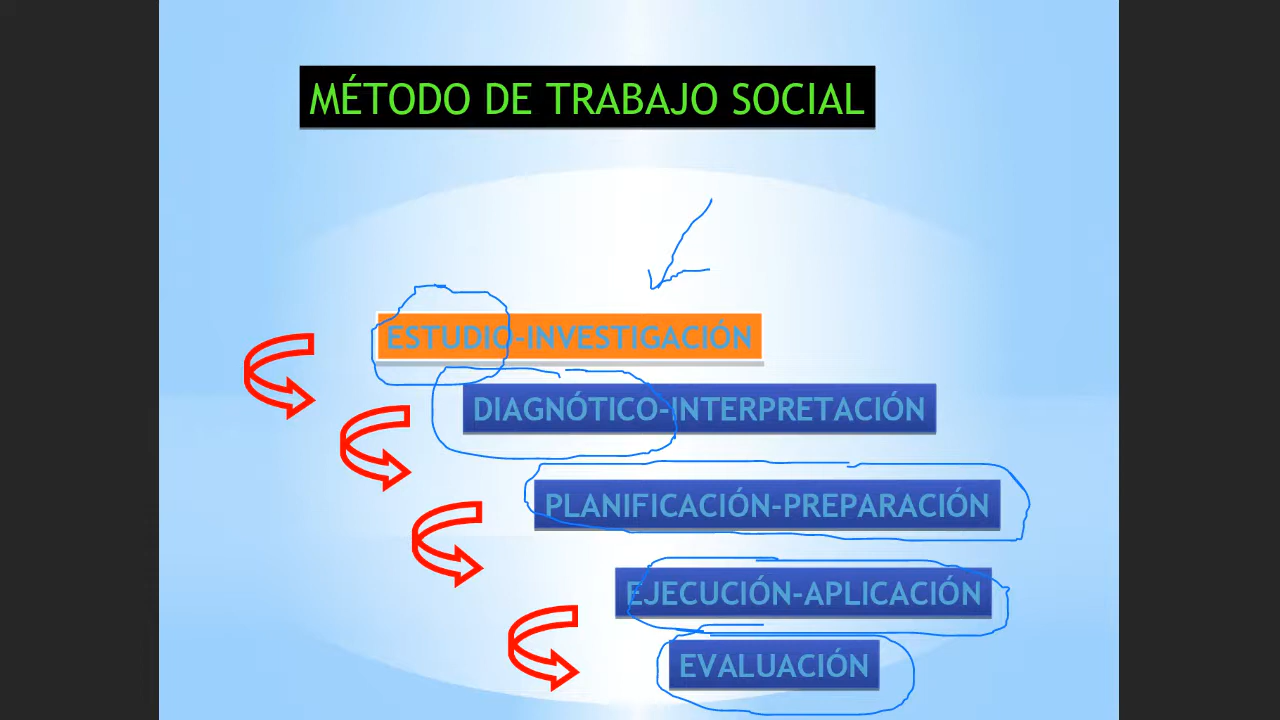 MÉTODO DE TRABAJO SOCIAL
ESTUDIO-INVESTIGACIÓN
DIAGNÓTICO-INTERPRETACIÓN
PLANIFICACIÓN-PREPARACIÓN
EJECUCIÓN-APLICACIÓN
EVALUACIÓN